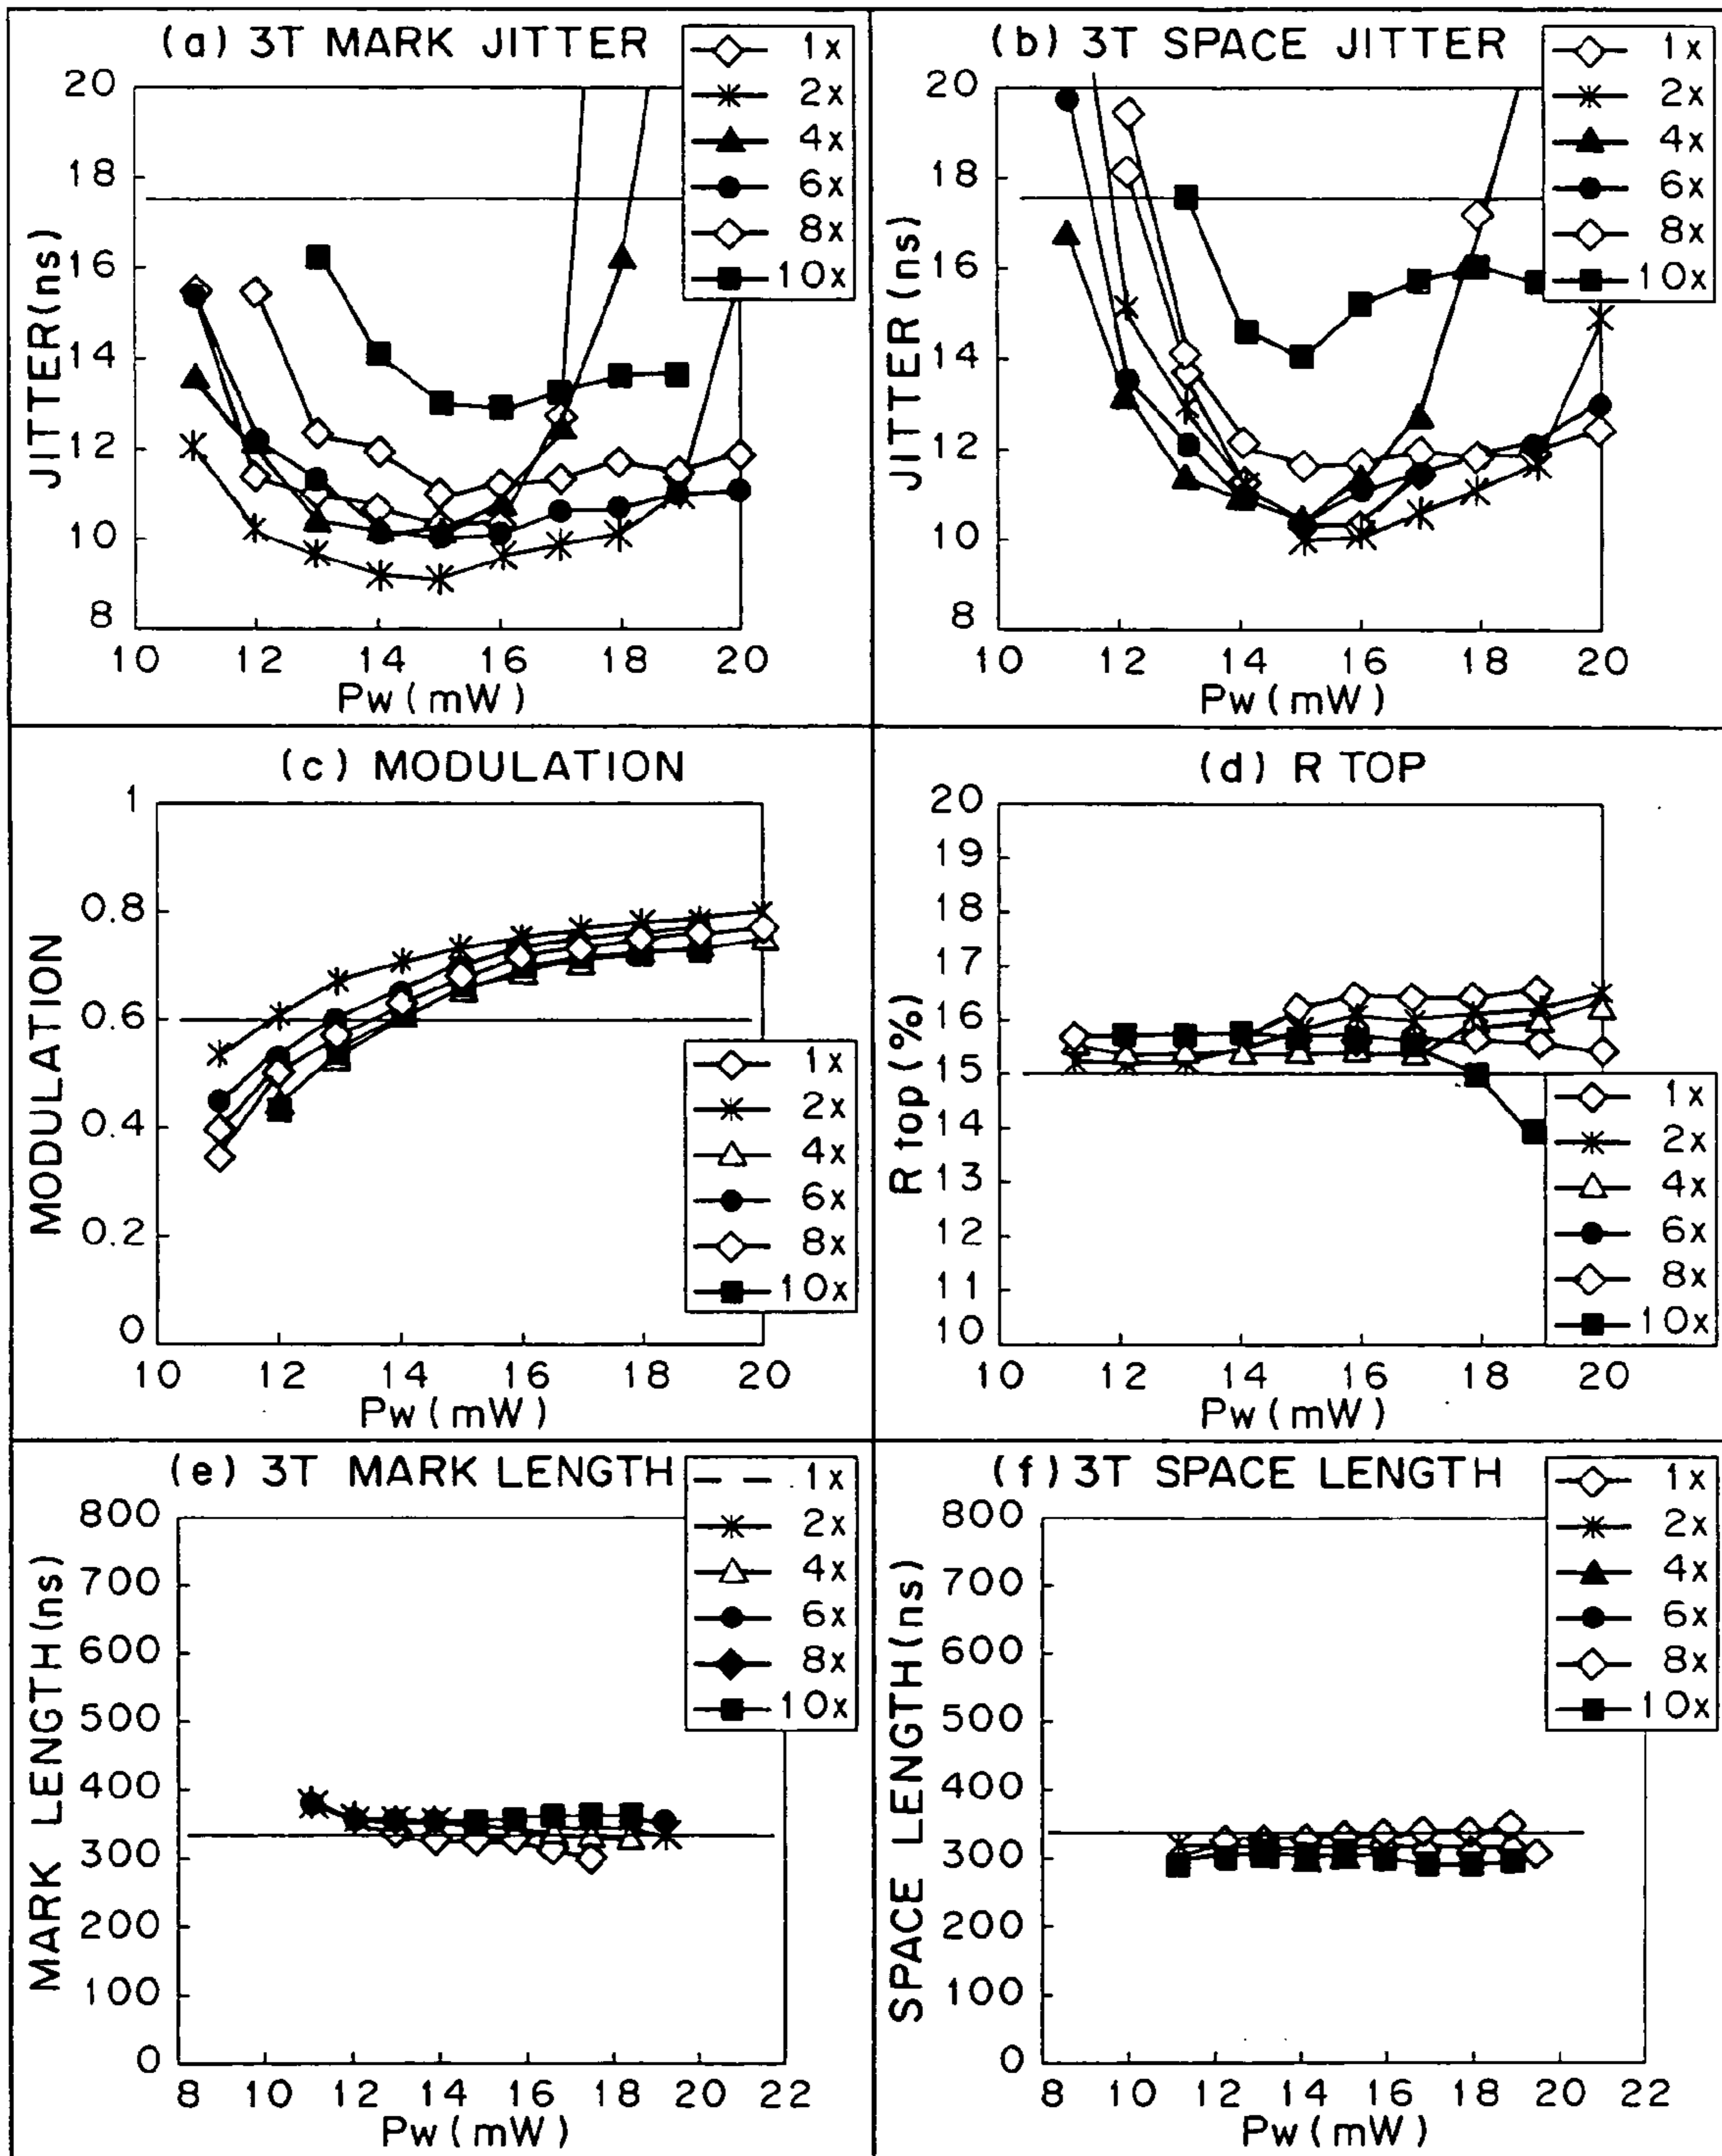 (a) 3T MARK JITTER
1x
2x
4x
6x
8x
10x
20
18
16
14
12
10
8
JITTER(ns)
10 12 14 16 18 20
Pw(mW)
(b) 3T SPACE JITTER
1x
2x
4x
6x
8x
10x
20
18
16
14
12
10
8
JITTER(ns)
10 12 14 16 18 20
Pw(mW)
(c) MODULATION
1
0.8
0.6
0.4
0.2
0
MODULATION
1x
2x
4x
6x
8x
10x
10 12 14 16 18 20
Pw(mW)
(d) R TOP
20
19
18
17
16
15
14
13
12
11
10
R top(%)
1x
2x
4x
6x
8x
10x
10 12 14 16 18 20
Pw(mW)
(e) 3T MARK LENGTH
1x
2x
4x
6x
8x
10x
800
700
600
500
400
300
200
100
0
MARK LENGTH(ns)
8 10 12 14 16 18 20 22
Pw(mW)
(f) 3T SPACE LENGTH
1x
2x
4x
6x
8x
10x
800
700
600
500
400
300
200
100
0
SPACE LENGTH(ns)
8 10 12 14 16 18 20 22
Pw(mW)